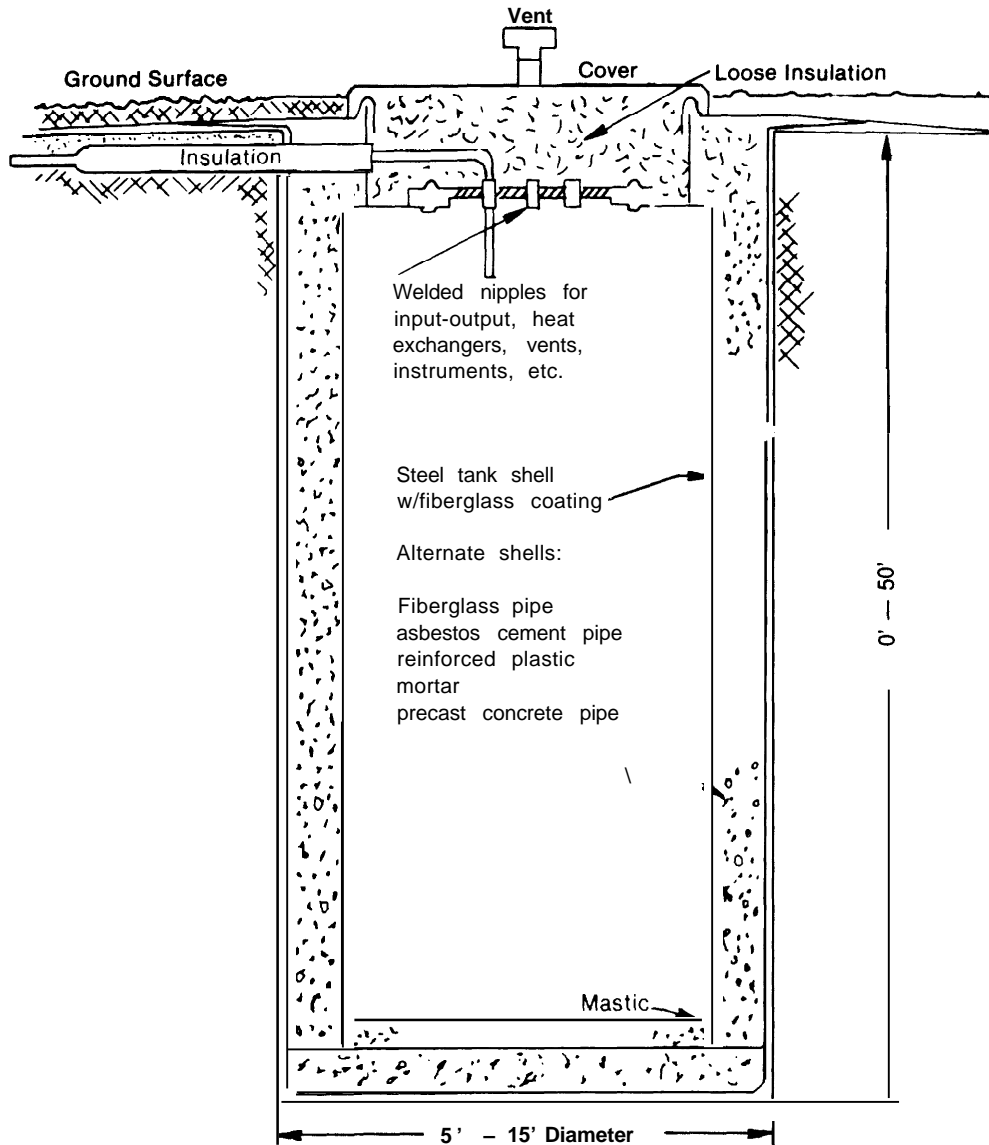 Vent
Ground Surface
Cover
Loose Insulation
Insulation
Welded nipples for
input-output, heat
exchangers, vents,
instruments, etc.
Steel tank shell
w/fiberglass coating
Alternate shells:
Fiberglass pipe
asbestos cement pipe
reinforced plastic
mortar
precast concrete pipe
0' – 50'
Mastic
5' – 15' Diameter